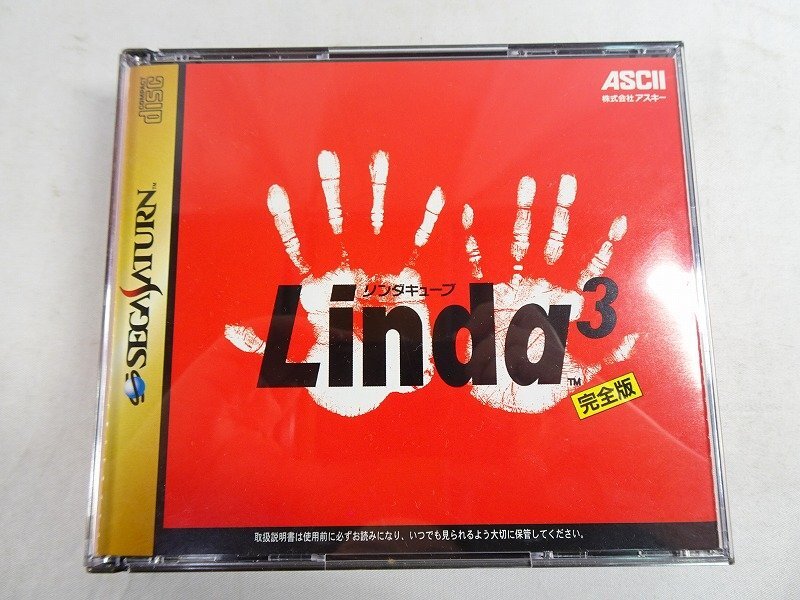 COMPACT
disc
SEGA SATURN™
ASCII
株式会社 アスキー
リンダキューブ
Linda³
™
完全版
取扱説明書は使用前に必ずお読みになり、いつでも見られるよう大切に保管してください。